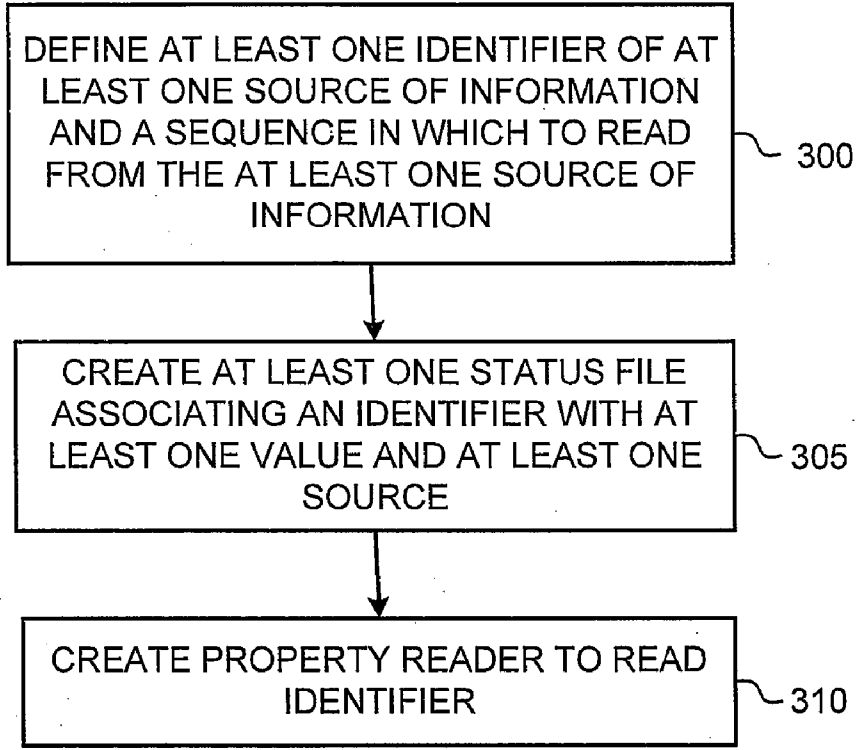 DEFINE AT LEAST ONE IDENTIFIER OF AT
LEAST ONE SOURCE OF INFORMATION
AND A SEQUENCE IN WHICH TO READ
FROM THE AT LEAST ONE SOURCE OF
INFORMATION
300
CREATE AT LEAST ONE STATUS FILE
ASSOCIATING AN IDENTIFIER WITH AT
LEAST ONE VALUE AND AT LEAST ONE
SOURCE
305
CREATE PROPERTY READER TO READ
IDENTIFIER
310